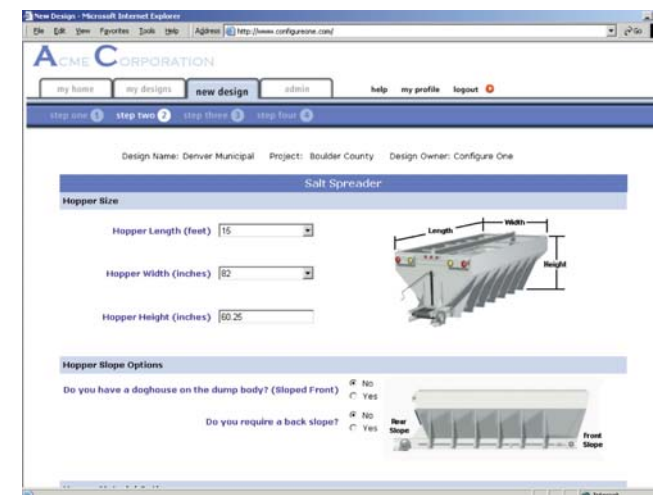 New Design - Microsoft Internet Explorer
File Edit View Favorites Tools Help Address http://www.configureone.com/ Go
ACME CORPORATION
my home my designs new design admin help my profile logout
step one 1 step two 2 step three 3 step four 4
Design Name: Denver Municipal Project: Boulder County Design Owner: Configure One
Salt Spreader
Hopper Size
Hopper Length (feet) 15
Length Width
Hopper Width (inches) 82
Height
Hopper Height (inches) 60.25
Hopper Slope Options
Do you have a doghouse on the dump body? (Sloped Front) No
Yes
Do you require a back slope? No
Yes
Rear Slope
Front Slope
Internet